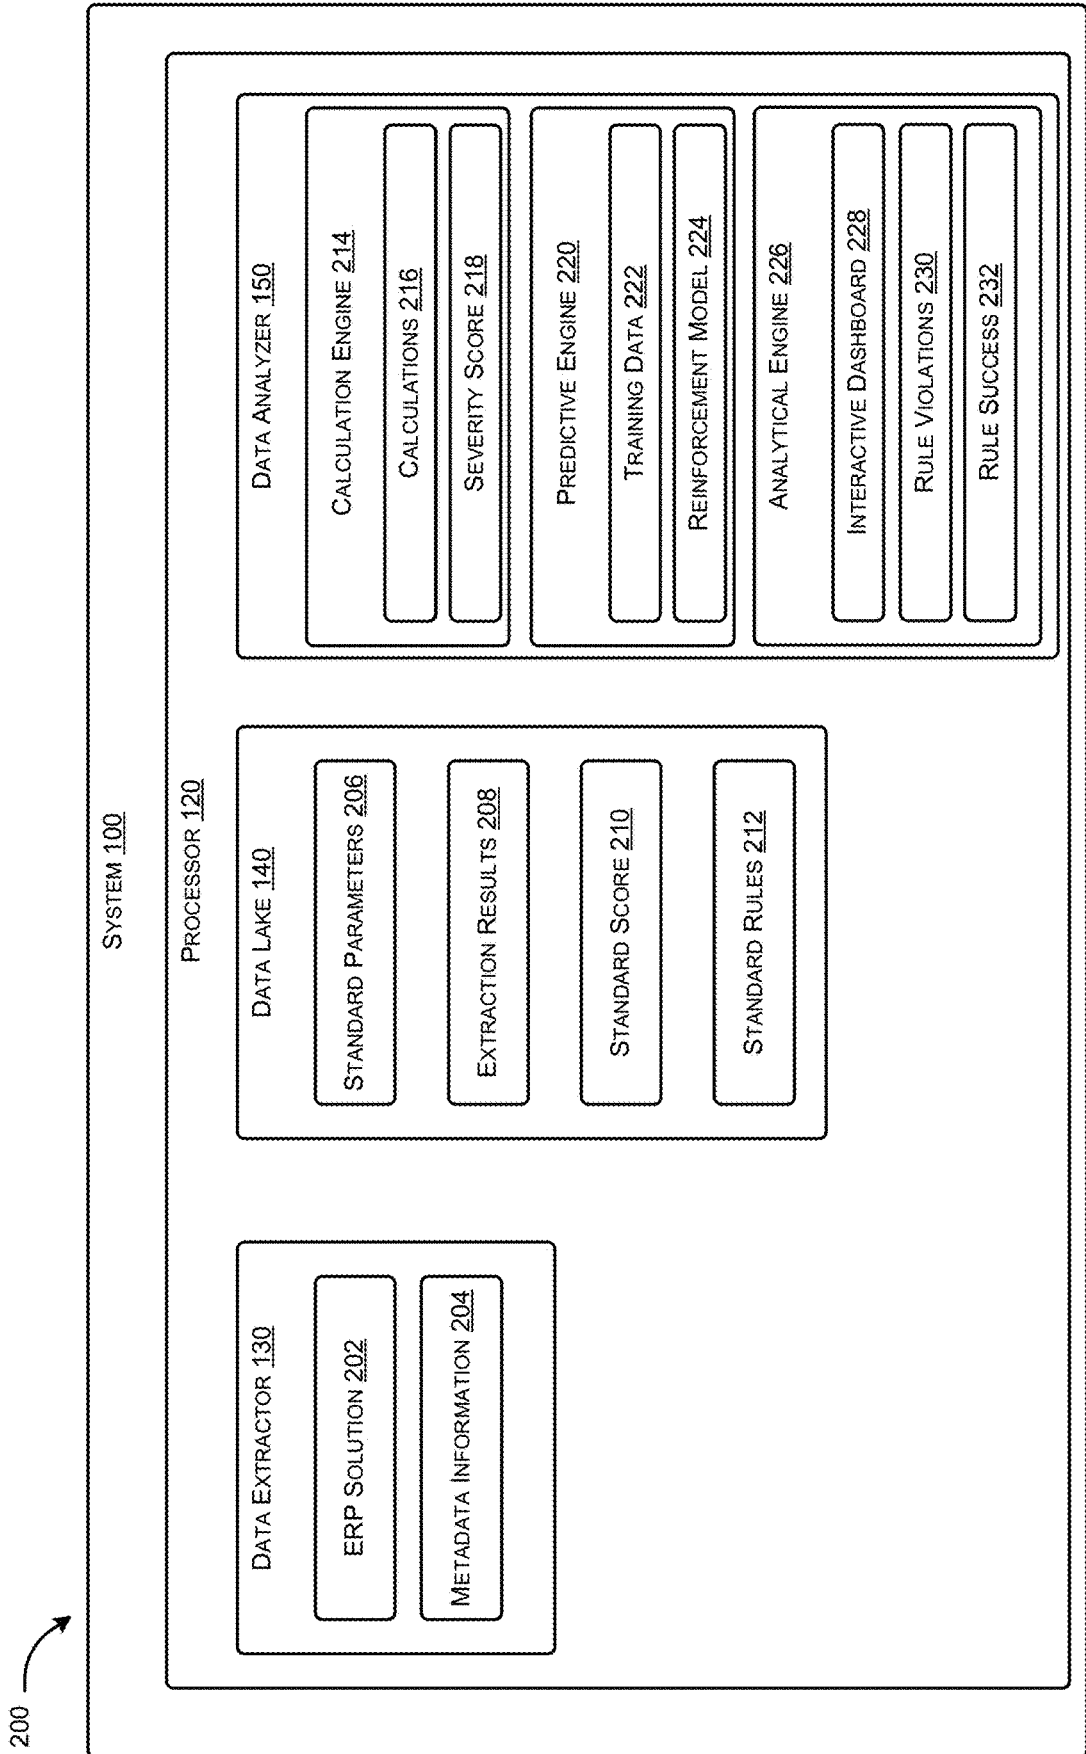 200
SYSTEM 100
PROCESSOR 120
DATA EXTRACTOR 130
ERP SOLUTION 202
METADATA INFORMATION 204
DATA LAKE 140
STANDARD PARAMETERS 206
EXTRACTION RESULTS 208
STANDARD SCORE 210
STANDARD RULES 212
DATA ANALYZER 150
CALCULATION ENGINE 214
CALCULATIONS 216
SEVERITY SCORE 218
PREDICTIVE ENGINE 220
TRAINING DATA 222
REINFORCEMENT MODEL 224
ANALYTICAL ENGINE 226
INTERACTIVE DASHBOARD 228
RULE VIOLATIONS 230
RULE SUCCESS 232